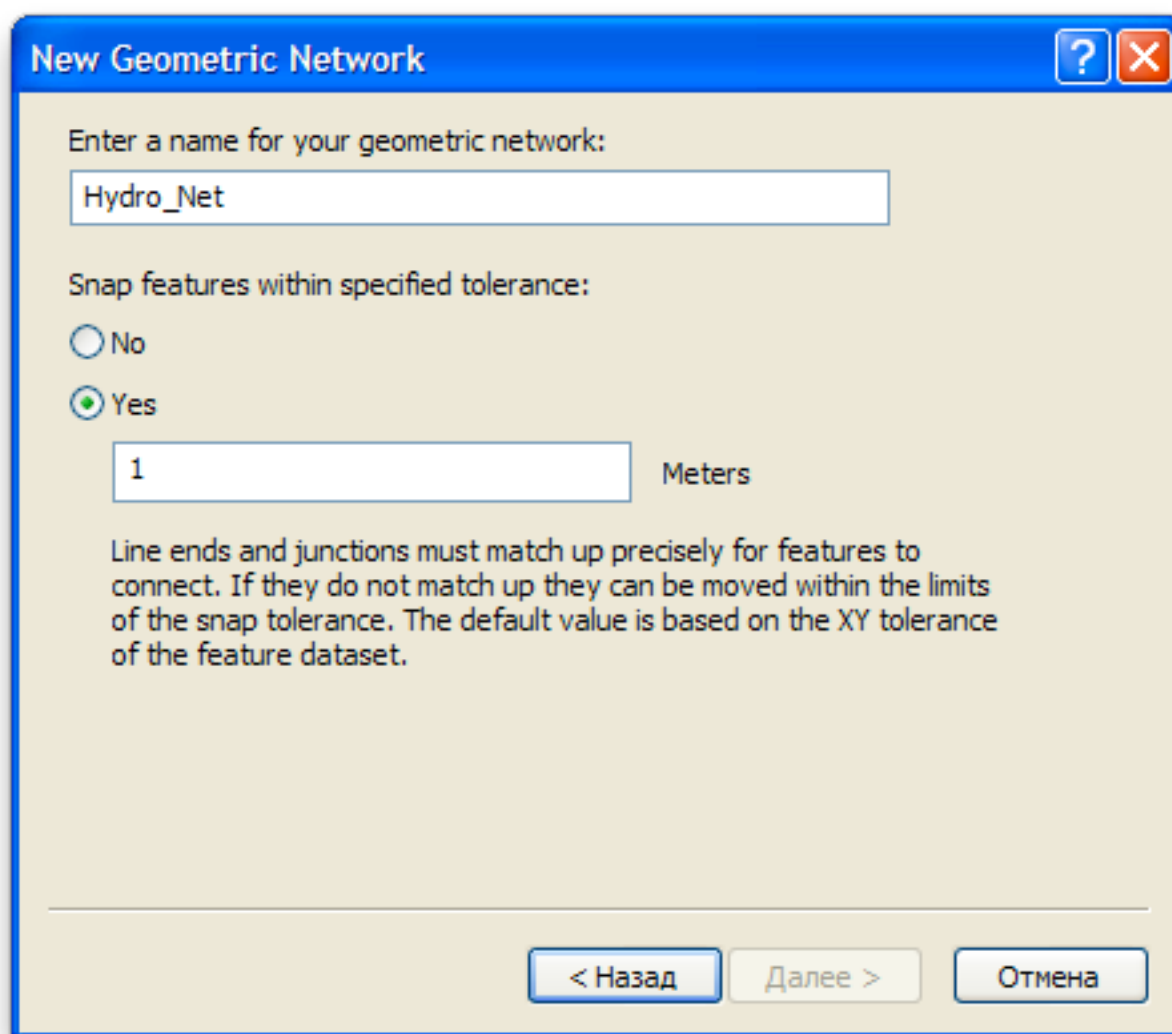 New Geometric Network
Enter a name for your geometric network:
Hydro_Net
Snap features within specified tolerance:
No
Yes
1 Meters
Line ends and junctions must match up precisely for features to
connect. If they do not match up they can be moved within the limits
of the snap tolerance. The default value is based on the XY tolerance
of the feature dataset.
< Назад Далее > Отмена